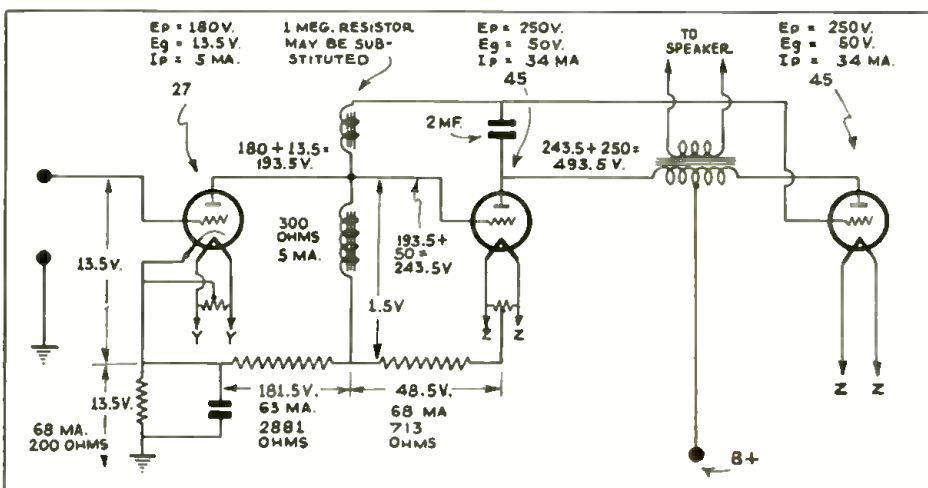 EP = 180V.
Eg = 13.5V.
IP = 5 MA.
27
1 MEG. RESISTOR
MAY BE SUB-
STITUTED
EP = 250V.
Eg = 50V.
IP = 34 MA
45
TO
SPEAKER
EP = 250V.
Eg = 50V.
IP = 34 MA.
45
2 MF.
180 + 13.5 =
193.5V.
243.5 + 250 =
493.5 V.
300
OHMS
5 MA.
193.5 +
50 =
243.5V
13.5V.
1.5V
Y Y
Z Z
Z Z
13.5V.
68 MA.
200 OHMS
181.5V.
63 MA.
2881
OHMS
48.5V.
68 MA
713
OHMS
B+